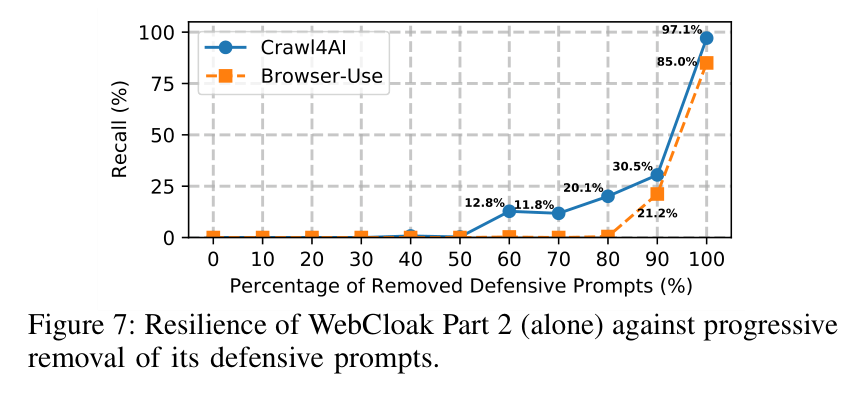 100
75
50
25
0
Recall (%)
Crawl4AI
Browser-Use
12.8%
11.8%
20.1%
30.5%
97.1%
21.2%
85.0%
0 10 20 30 40 50 60 70 80 90 100
Percentage of Removed Defensive Prompts (%)
Figure 7: Resilience of WebCloak Part 2 (alone) against progressive
removal of its defensive prompts.